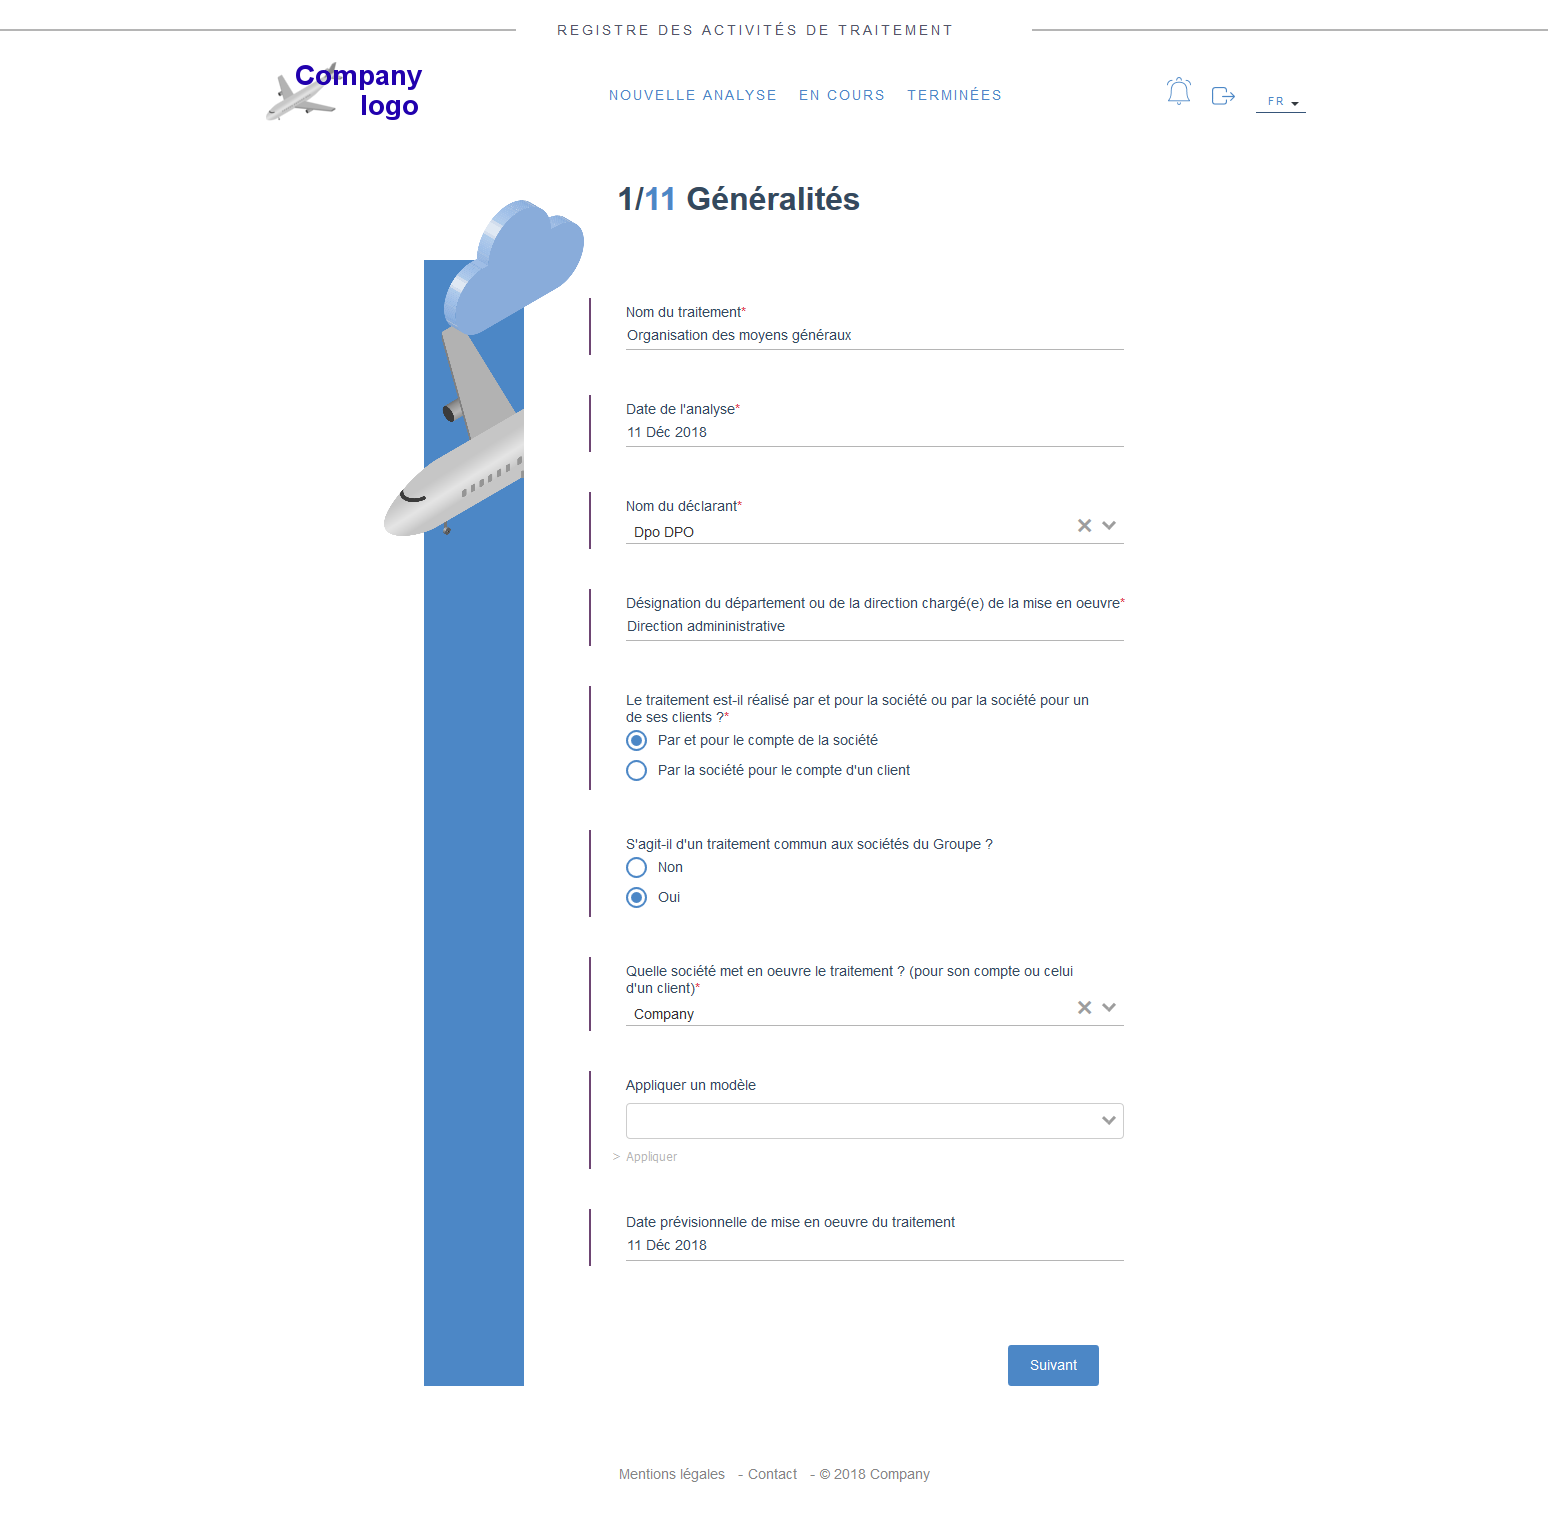 REGISTRE DES ACTIVITÉS DE TRAITEMENT
Company
logo
NOUVELLE ANALYSE EN COURS TERMINÉES
FR
1/11 Généralités
Nom du traitement*
Organisation des moyens généraux
Date de l'analyse*
11 Déc 2018
Nom du déclarant*
Dpo DPO
Désignation du département ou de la direction chargé(e) de la mise en oeuvre*
Direction admininistrative
Le traitement est-il réalisé par et pour la société ou par la société pour un
de ses clients ?*
Par et pour le compte de la société
Par la société pour le compte d'un client
S'agit-il d'un traitement commun aux sociétés du Groupe ?
Non
Oui
Quelle société met en oeuvre le traitement ? (pour son compte ou celui
d'un client)*
Company
Appliquer un modèle
> Appliquer
Date prévisionnelle de mise en oeuvre du traitement
11 Déc 2018
Suivant
Mentions légales - Contact - © 2018 Company